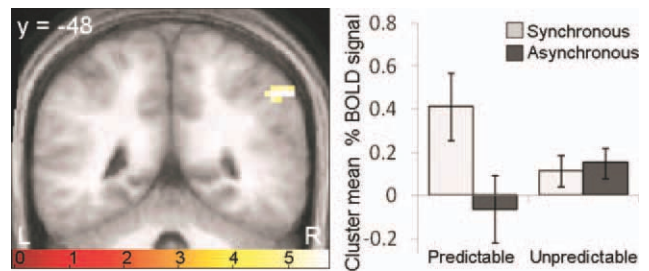 y = -48
L
R
0 1 2 3 4 5
Cluster mean % BOLD signal
0.8
0.6
0.4
0.2
0
-0.2
Synchronous
Asynchronous
Predictable Unpredictable